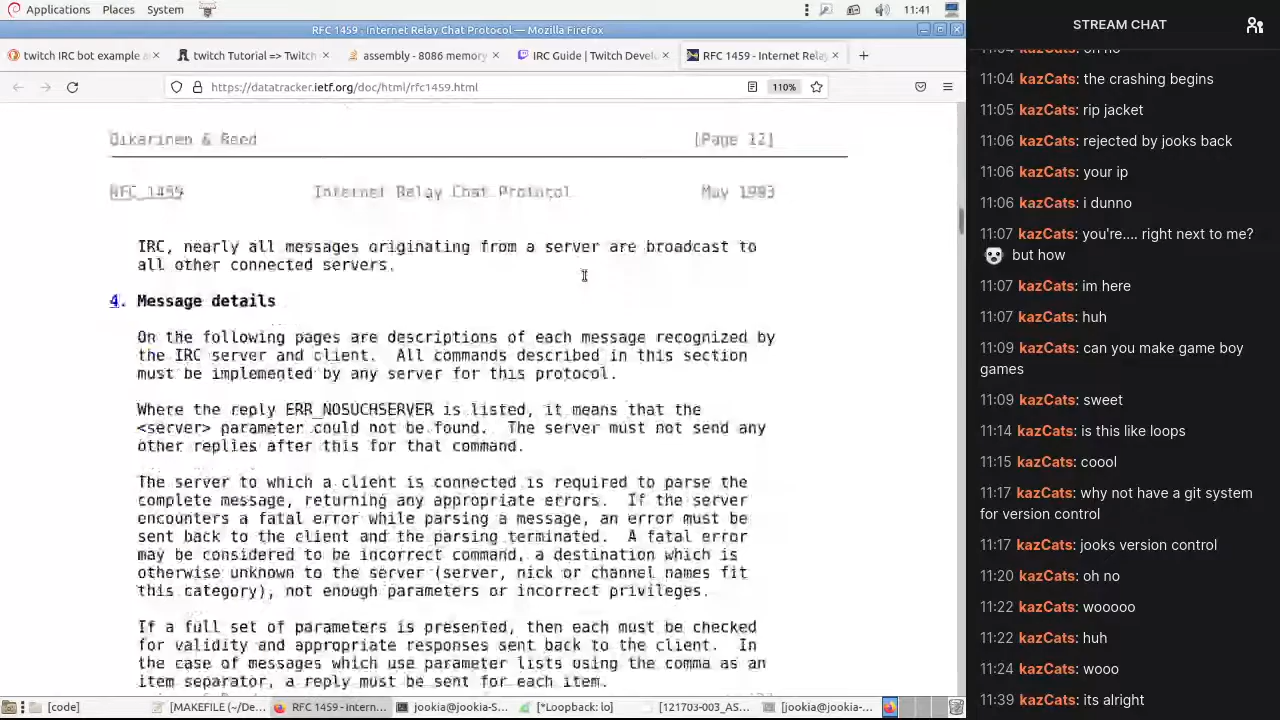 Applications Places System 11:41
RFC 1459 - Internet Relay Chat Protocol — Mozilla Firefox
twitch IRC bot example a
twitch Tutorial => Twitch
assembly - 8086 memory
IRC Guide | Twitch Devel
RFC 1459 - Internet Rela
https://datatracker.ietf.org/doc/html/rfc1459.html 110%
Oikarinen & Reed [Page 12]
RFC 1459 Internet Relay Chat Protocol May 1993
IRC, nearly all messages originating from a server are broadcast to
all other connected servers.
4. Message details
On the following pages are descriptions of each message recognized by
the IRC server and client. All commands described in this section
must be implemented by any server for this protocol.
Where the reply ERR_NOSUCHSERVER is listed, it means that the
<server> parameter could not be found. The server must not send any
other replies after this for that command.
The server to which a client is connected is required to parse the
complete message, returning any appropriate errors. If the server
encounters a fatal error while parsing a message, an error must be
sent back to the client and the parsing terminated. A fatal error
may be considered to be incorrect command, a destination which is
otherwise unknown to the server (server, nick or channel names fit
this category), not enough parameters or incorrect privileges.
If a full set of parameters is presented, then each must be checked
for validity and appropriate responses sent back to the client. In
the case of messages which use parameter lists using the comma as an
item separator, a reply must be sent for each item.
[code]
[MAKEFILE (~/De...
RFC 1459 - intern...
jookia@jookia-S...
[*Loopback: lo]
[121703-003_AS...
[jookia@jookia-...
STREAM CHAT
11:04 kazCats: oh no
11:04 kazCats: the crashing begins
11:05 kazCats: rip jacket
11:06 kazCats: rejected by jooks back
11:06 kazCats: your ip
11:06 kazCats: i dunno
11:07 kazCats: you're.... right next to me?
but how
11:07 kazCats: im here
11:07 kazCats: huh
11:09 kazCats: can you make game boy
games
11:09 kazCats: sweet
11:14 kazCats: is this like loops
11:15 kazCats: coool
11:17 kazCats: why not have a git system
for version control
11:17 kazCats: jooks version control
11:20 kazCats: oh no
11:22 kazCats: wooooo
11:22 kazCats: huh
11:24 kazCats: wooo
11:39 kazCats: its alright